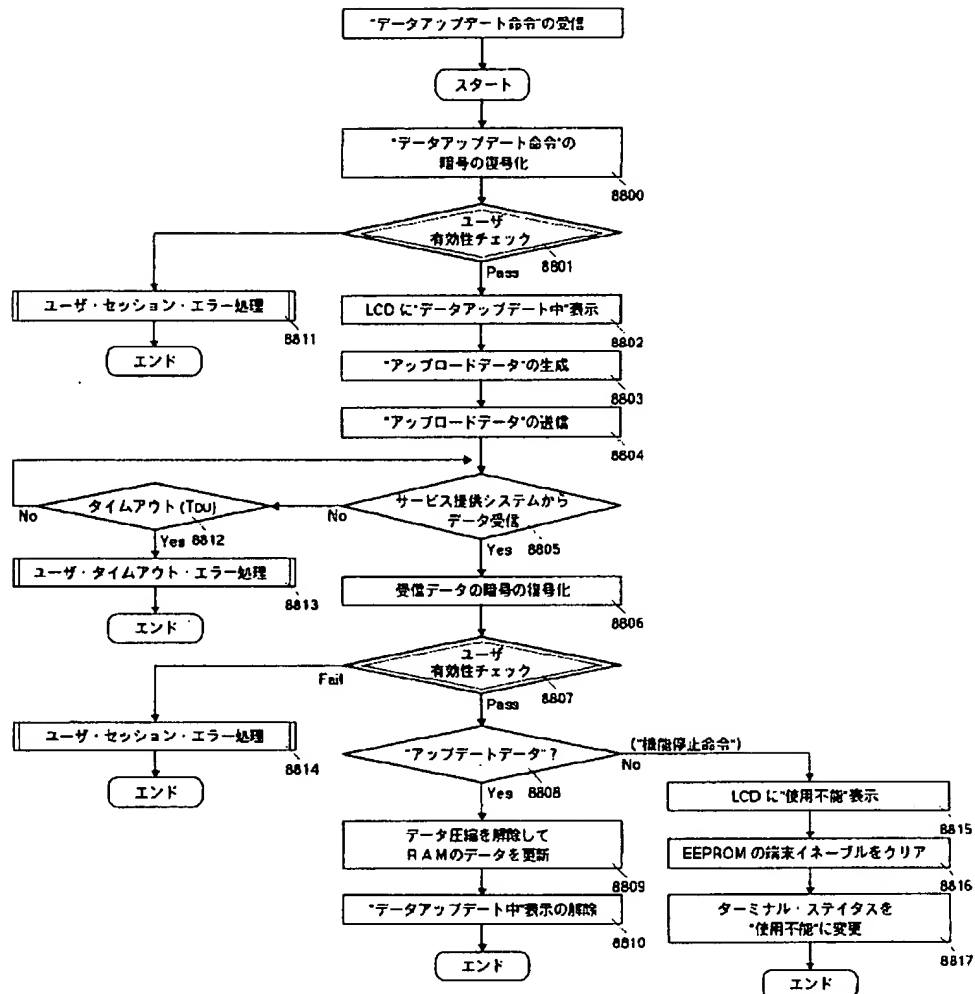 "データアップデート命令"の受信
スタート
"データアップデート命令"の
暗号の復号化
8800
ユーザ
有効性チェック
8801
Pass
ユーザ・セッション・エラー処理
8811
エンド
LCDに"データアップデート中"表示
8802
"アップロードデータ"の生成
8803
"アップロードデータ"の送信
8804
サービス提供システムから
データ受信
8805
No
タイムアウト(TDU)
8812
No
Yes
ユーザ・タイムアウト・エラー処理
8813
エンド
Yes
受信データの暗号の復号化
8806
ユーザ
有効性チェック
8807
Fail
Pass
ユーザ・セッション・エラー処理
8814
エンド
"アップデートデータ"?
8808
("機能停止命令")
No
Yes
データ圧縮を解除して
RAMのデータを更新
8809
"データアップデート中"表示の解除
8810
エンド
LCDに"使用不能"表示
8815
EEPROMの端末イネーブルをクリア
8816
ターミナル・ステイタスを
"使用不能"に変更
8817
エンド